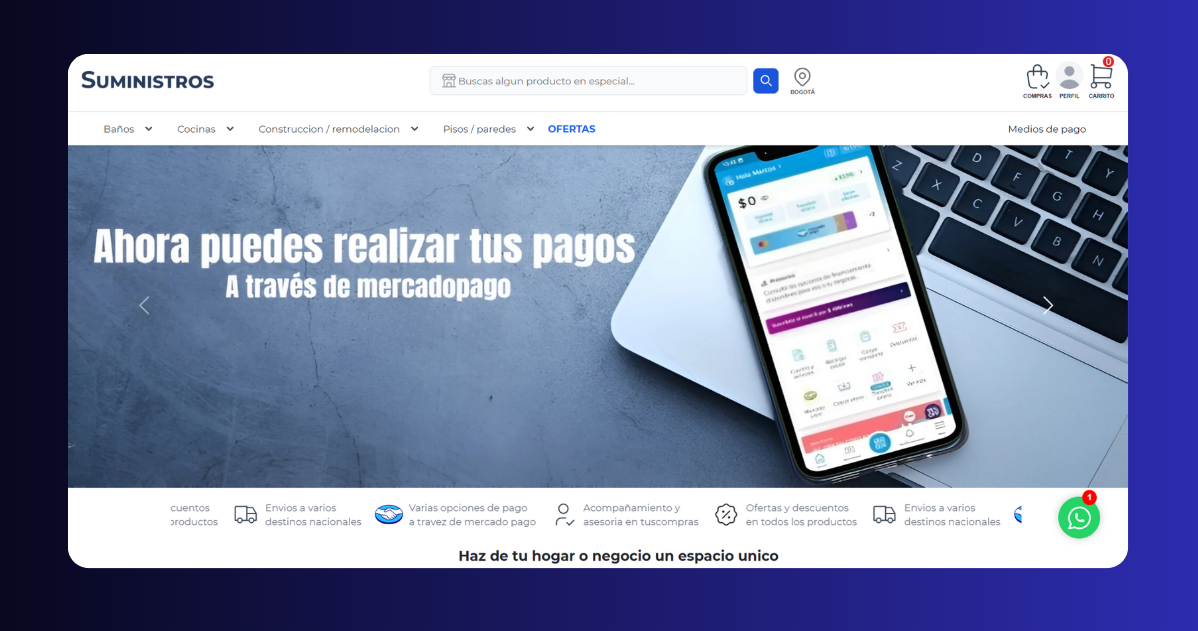 SUMINISTROS
Buscas algun producto en especial...
BOGOTÁ
COMPRAS
PERFIL
0
CARRITO
Baños
Cocinas
Construccion / remodelacion
Pisos / paredes
OFERTAS
Medios de pago
Ahora puedes realizar tus pagos
A través de mercadopago
Hola Marcos
$ 0
Z X D C F V T G B Y H N
cuentos
productos
Envios a varios
destinos nacionales
Varias opciones de pago
a travez de mercado pago
Acompañamiento y
asesoria en tuscompras
Ofertas y descuentos
en todos los productos
Envios a varios
destinos nacionales
1
Haz de tu hogar o negocio un espacio unico